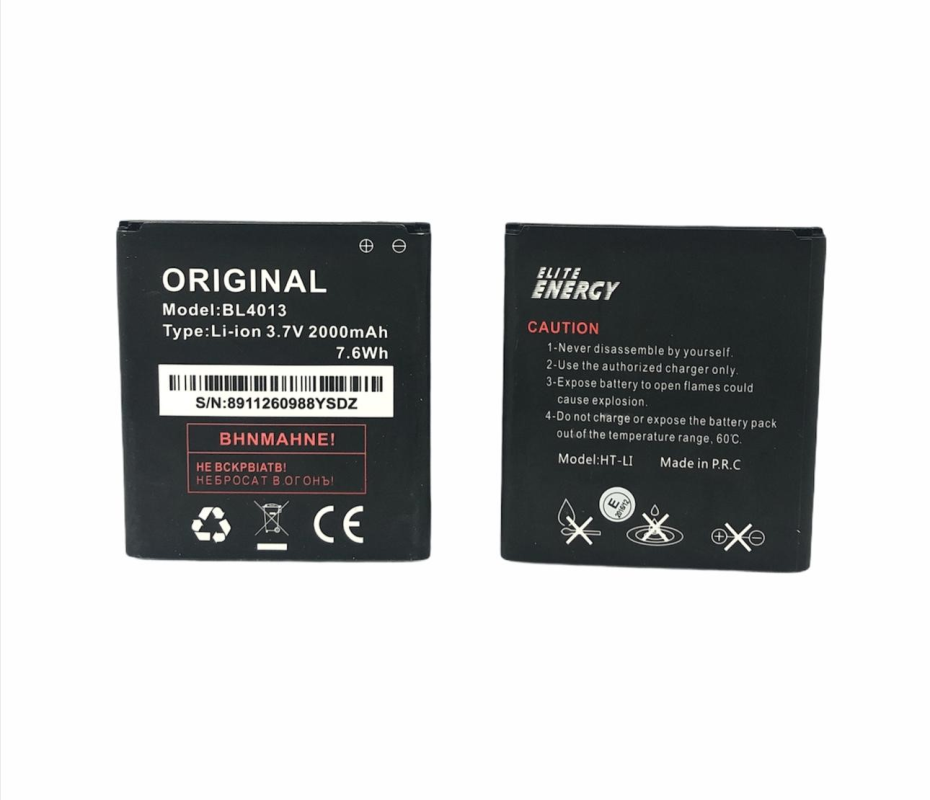 ORIGINAL
Model:BL4013
Type:Li-ion 3.7V 2000mAh
7.6Wh
S/N:8911260988YSDZ
BHNMAHNE!
НЕ ВСКРВІАТВ!
НЕБРОСАТ В.ОГОНЪ!
ELITE
ENERGY
CAUTION
1-Never disassemble by yourself.
2-Use the authorized charger only.
3-Expose battery to open flames could
cause explosion.
4-Do not charge or expose the battery pack
out of the temperature range, 60℃.
Model:HT-LI Made in P.R.C
E
2015/12